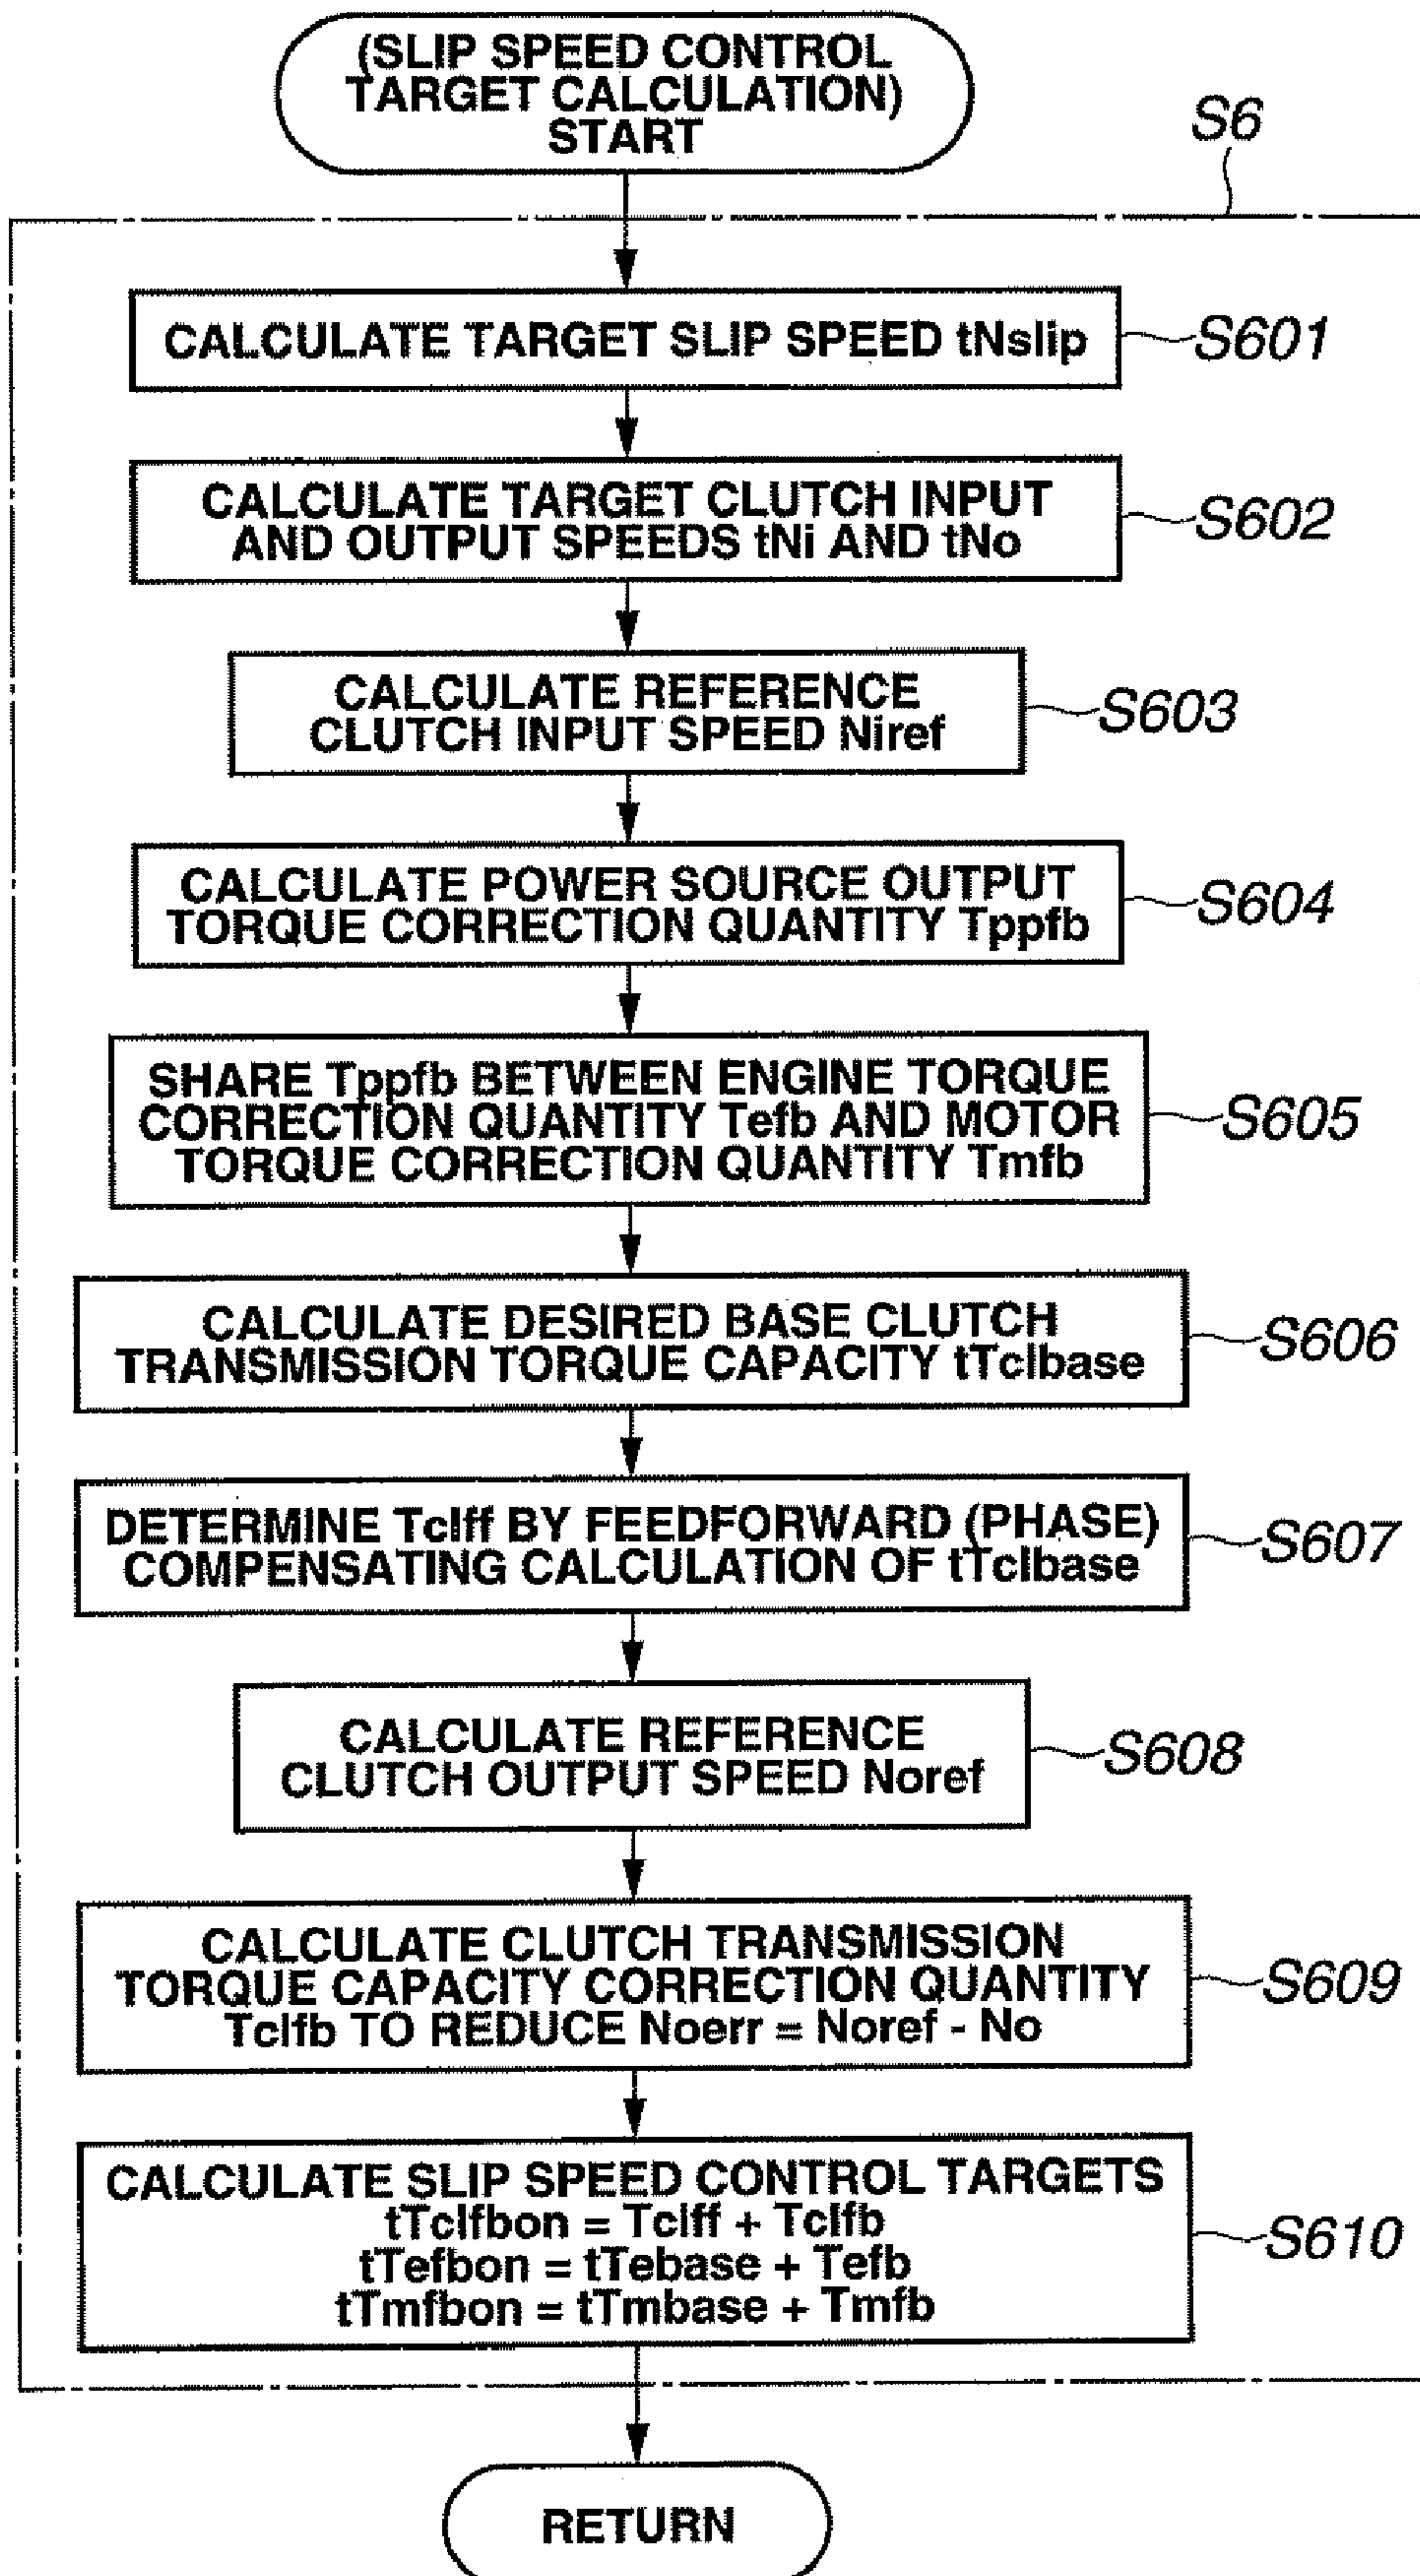 (SLIP SPEED CONTROL
TARGET CALCULATION)
START
S6
CALCULATE TARGET SLIP SPEED tNslip
S601
CALCULATE TARGET CLUTCH INPUT
AND OUTPUT SPEEDS tNi AND tNo
S602
CALCULATE REFERENCE
CLUTCH INPUT SPEED Niref
S603
CALCULATE POWER SOURCE OUTPUT
TORQUE CORRECTION QUANTITY Tppfb
S604
SHARE Tppfb BETWEEN ENGINE TORQUE
CORRECTION QUANTITY Tefb AND MOTOR
TORQUE CORRECTION QUANTITY Tmfb
S605
CALCULATE DESIRED BASE CLUTCH
TRANSMISSION TORQUE CAPACITY tTclbase
S606
DETERMINE Tclff BY FEEDFORWARD (PHASE)
COMPENSATING CALCULATION OF tTclbase
S607
CALCULATE REFERENCE
CLUTCH OUTPUT SPEED Noref
S608
CALCULATE CLUTCH TRANSMISSION
TORQUE CAPACITY CORRECTION QUANTITY
Tclfb TO REDUCE Noerr = Noref - No
S609
CALCULATE SLIP SPEED CONTROL TARGETS
tTclfbon = Tclff + Tclfb
tTefbon = tTebase + Tefb
tTmfbon = tTmbase + Tmfb
S610
RETURN